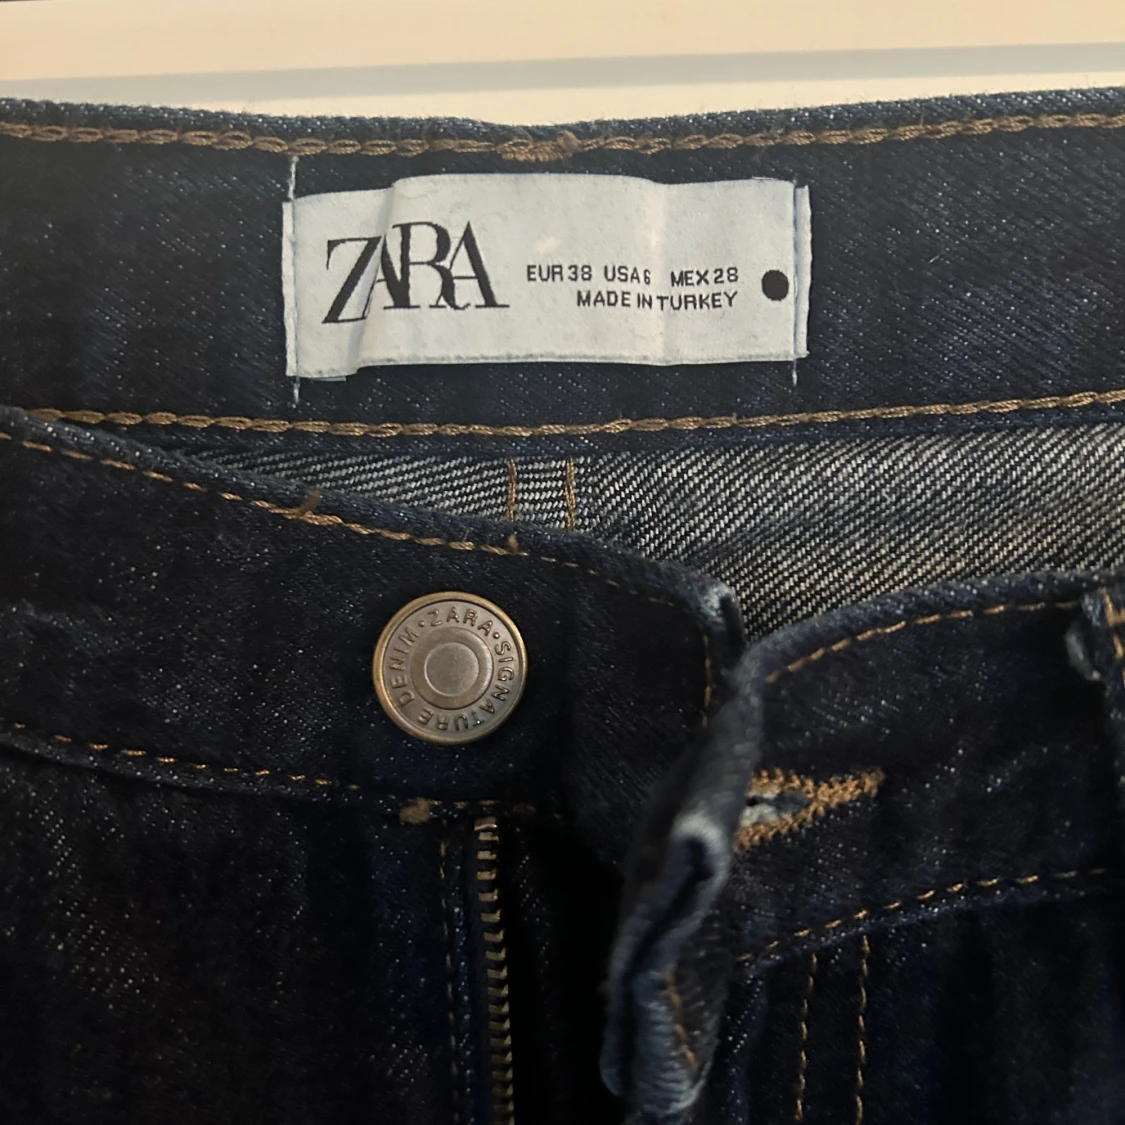 ZARA
EUR 38 USA 6 MEX 28
MADE IN TURKEY
ZARA • SIGNATURE DENIM •